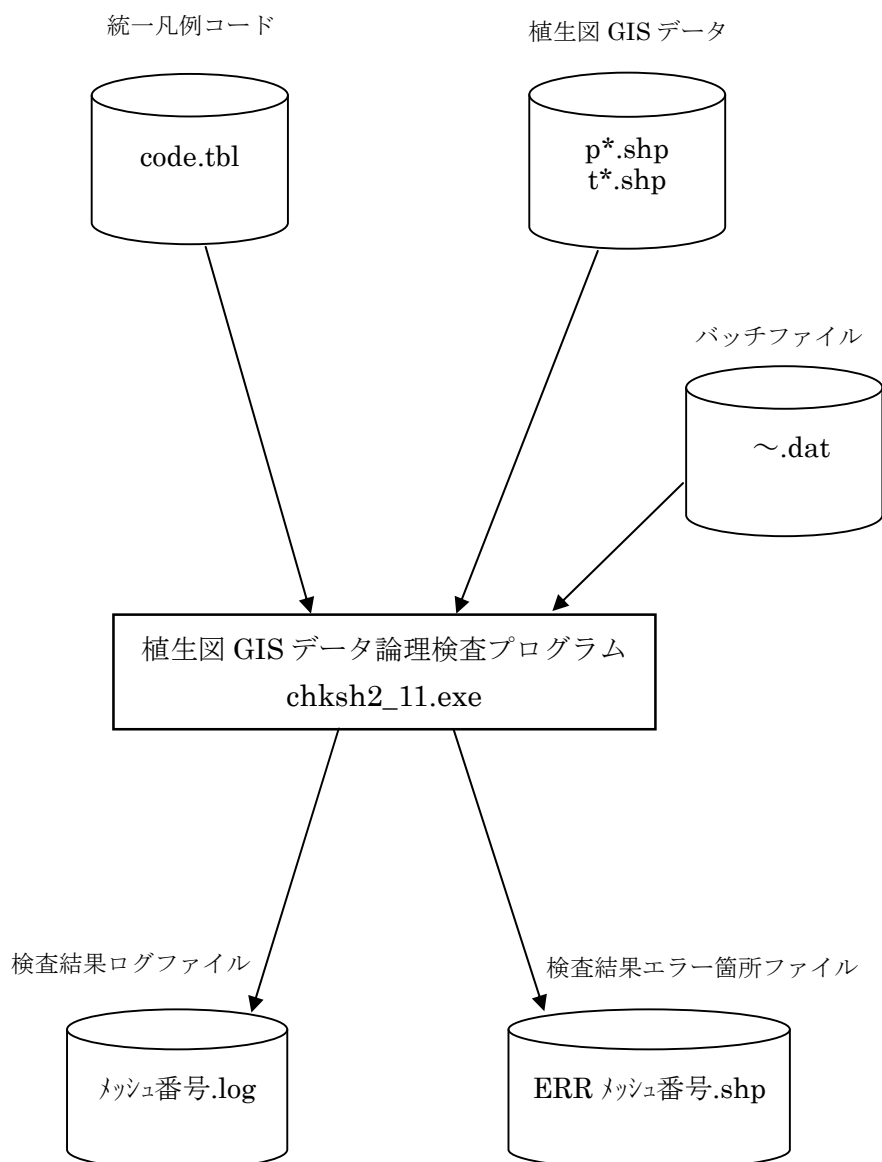 統一凡例コード
植生図 GIS データ
code.tbl
p*.shp
t*.shp
バッチファイル
～.dat
植生図 GIS データ論理検査プログラム
chksh2_11.exe
検査結果ログファイル
検査結果エラー箇所ファイル
ﾒッｼｭ番号.log
ERR ﾒッｼｭ番号.shp